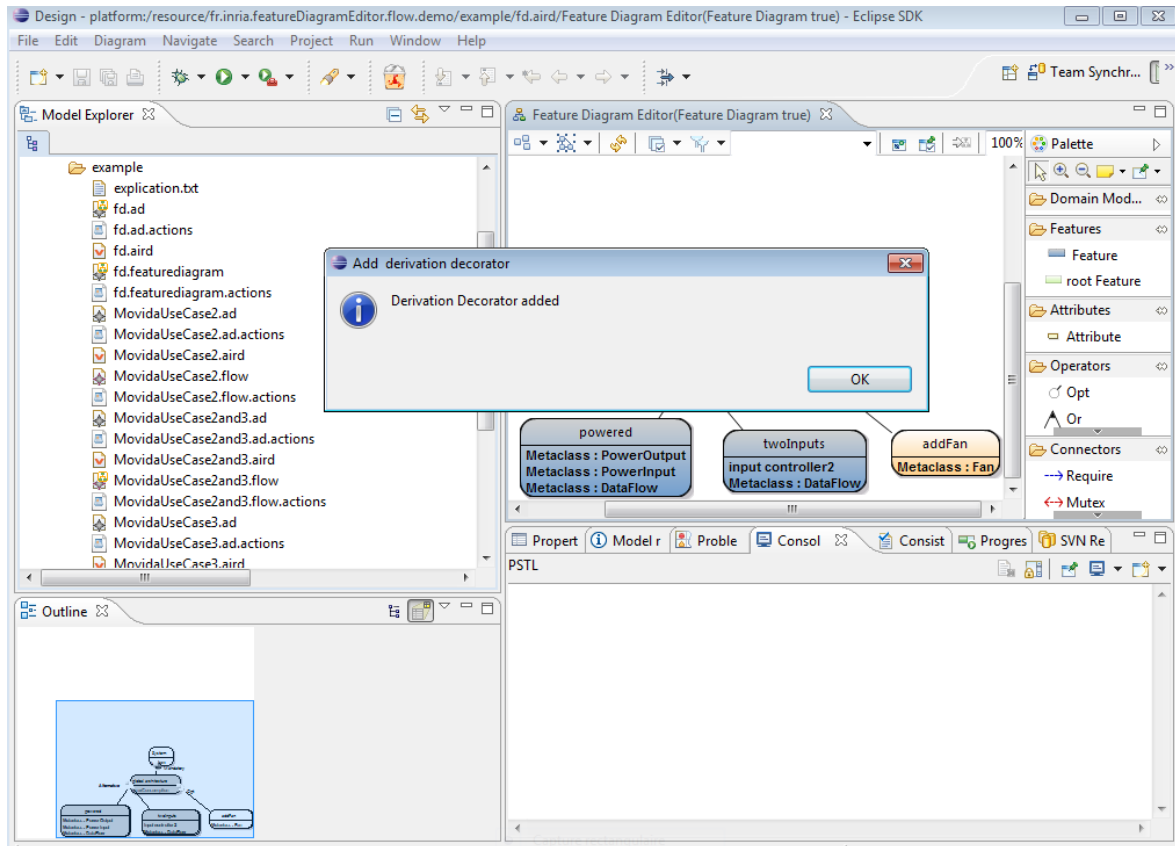 Design - platform:/resource/fr.inria.featureDiagramEditor.flow.demo/example/fd.aird/Feature Diagram Editor(Feature Diagram true) - Eclipse SDK
File Edit Diagram Navigate Search Project Run Window Help
Team Synchr...
Model Explorer
example
explication.txt
fd.ad
fd.ad.actions
fd.aird
fd.featurediagram
fd.featurediagram.actions
MovidaUseCase2.ad
MovidaUseCase2.ad.actions
MovidaUseCase2.aird
MovidaUseCase2.flow
MovidaUseCase2.flow.actions
MovidaUseCase2and3.ad
MovidaUseCase2and3.ad.actions
MovidaUseCase2and3.aird
MovidaUseCase2and3.flow
MovidaUseCase2and3.flow.actions
MovidaUseCase3.ad
MovidaUseCase3.ad.actions
MovidaUseCase3.aird
Feature Diagram Editor(Feature Diagram true)
100%
Palette
Domain Mod...
Features
Feature
root Feature
Attributes
Attribute
Operators
Opt
Or
Connectors
Require
Mutex
Add derivation decorator
Derivation Decorator added
OK
powered
Metaclass : PowerOutput
Metaclass : PowerInput
Metaclass : DataFlow
twoInputs
input controller2
Metaclass : DataFlow
addFan
Metaclass : Fan
Propert
Model r
Proble
Consol
Consist
Progres
SVN Re
PSTL
Outline